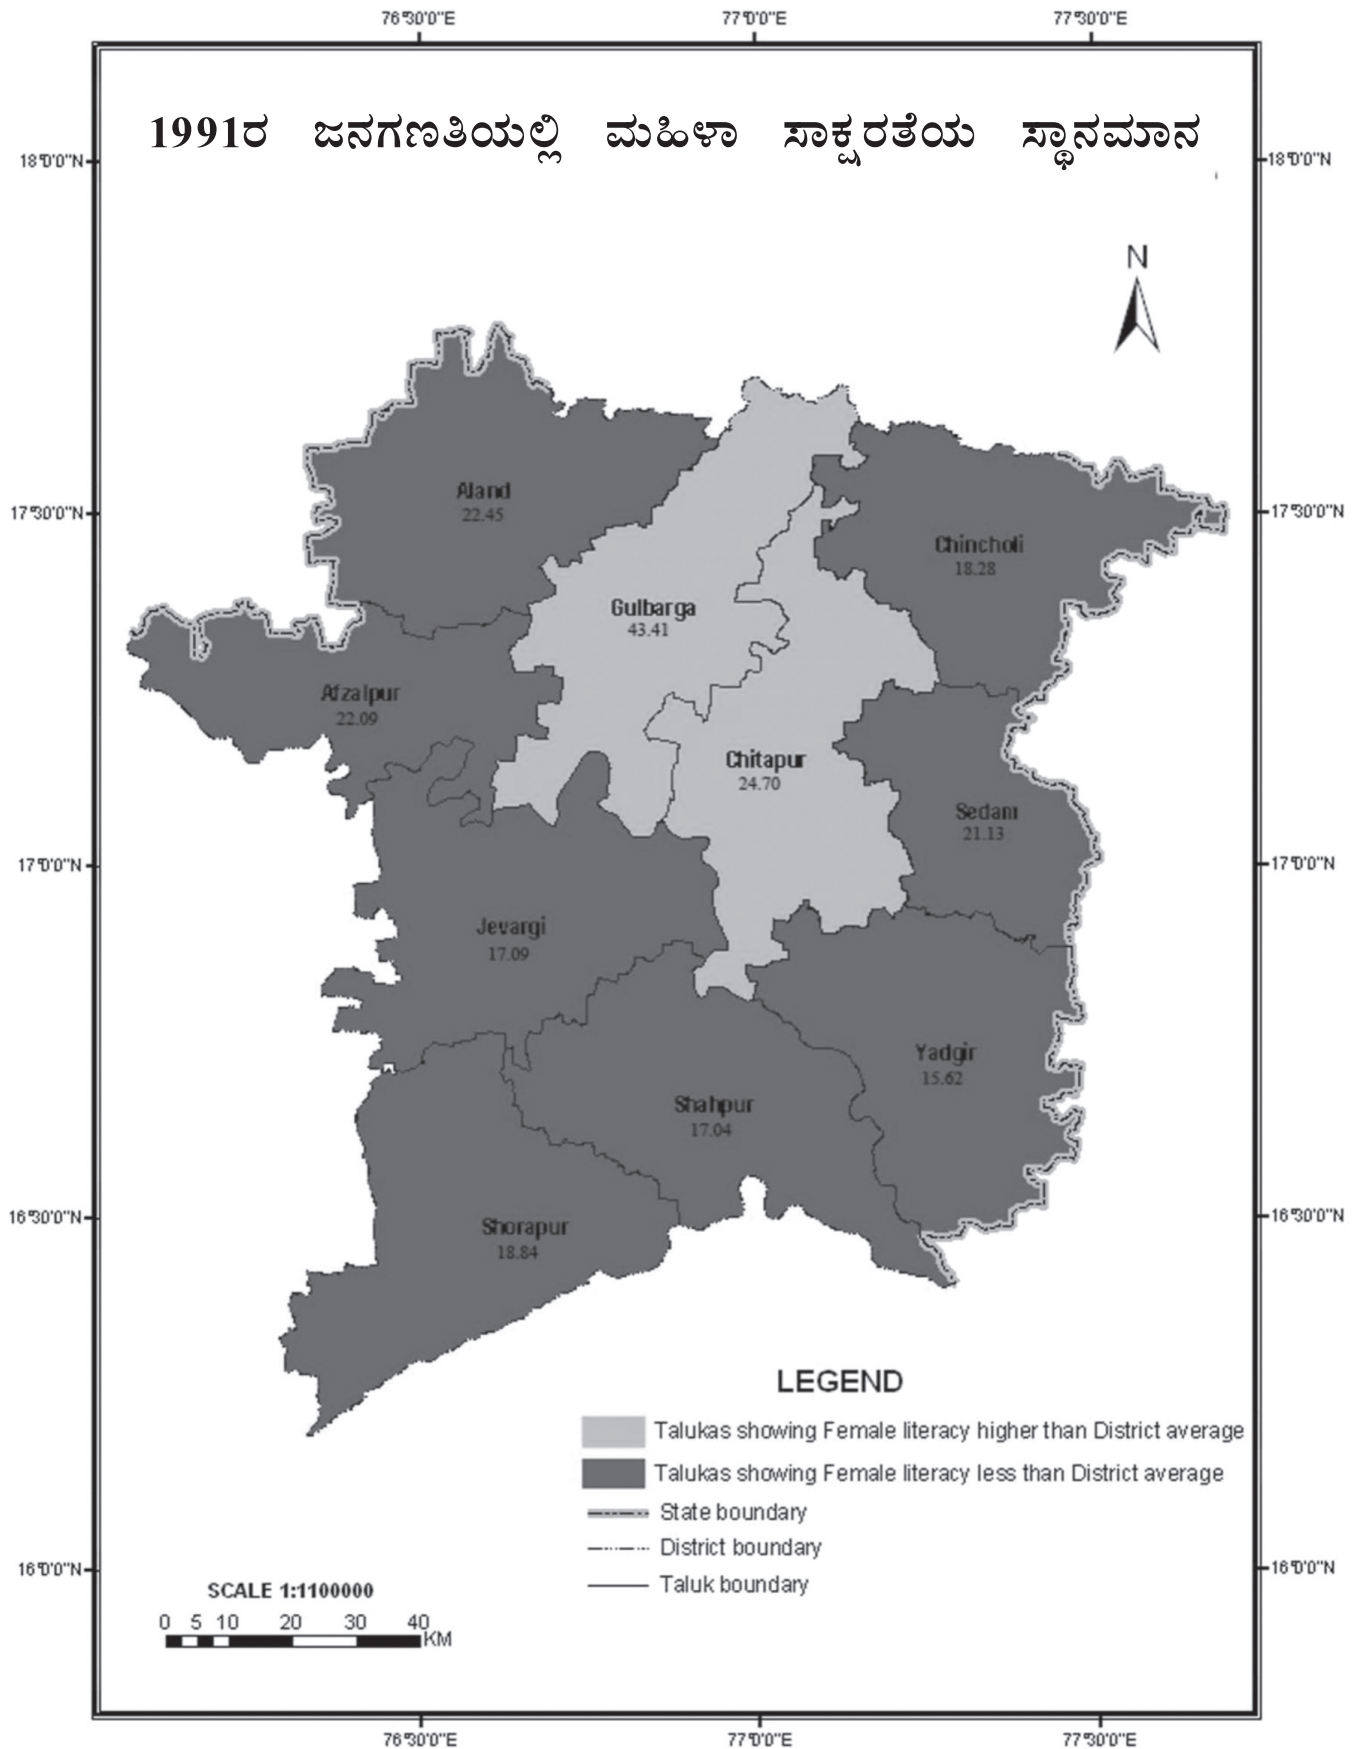 76°30'0"E 77°0'0"E 77°30'0"E
1991ರ ಜನಗಣತಿಯಲ್ಲಿ ಮಹಿಳಾ ಸಾಕ್ಷರತೆಯ ಸ್ಥಾನಮಾನ
18°0'0"N 18°0'0"N
N
Aland
22.45
17°30'0"N 17°30'0"N
Chincholi
18.28
Gulbarga
43.41
Afzalpur
22.09
Chitapur
24.70
Sedam
21.13
17°0'0"N 17°0'0"N
Jevargi
17.09
Yadgir
15.62
Shahpur
17.04
16°30'0"N 16°30'0"N
Shorapur
18.84
LEGEND
Talukas showing Female literacy higher than District average
Talukas showing Female literacy less than District average
State boundary
District boundary
Taluk boundary
16°0'0"N 16°0'0"N
SCALE 1:1100000
0 5 10 20 30 40
KM
76°30'0"E 77°0'0"E 77°30'0"E